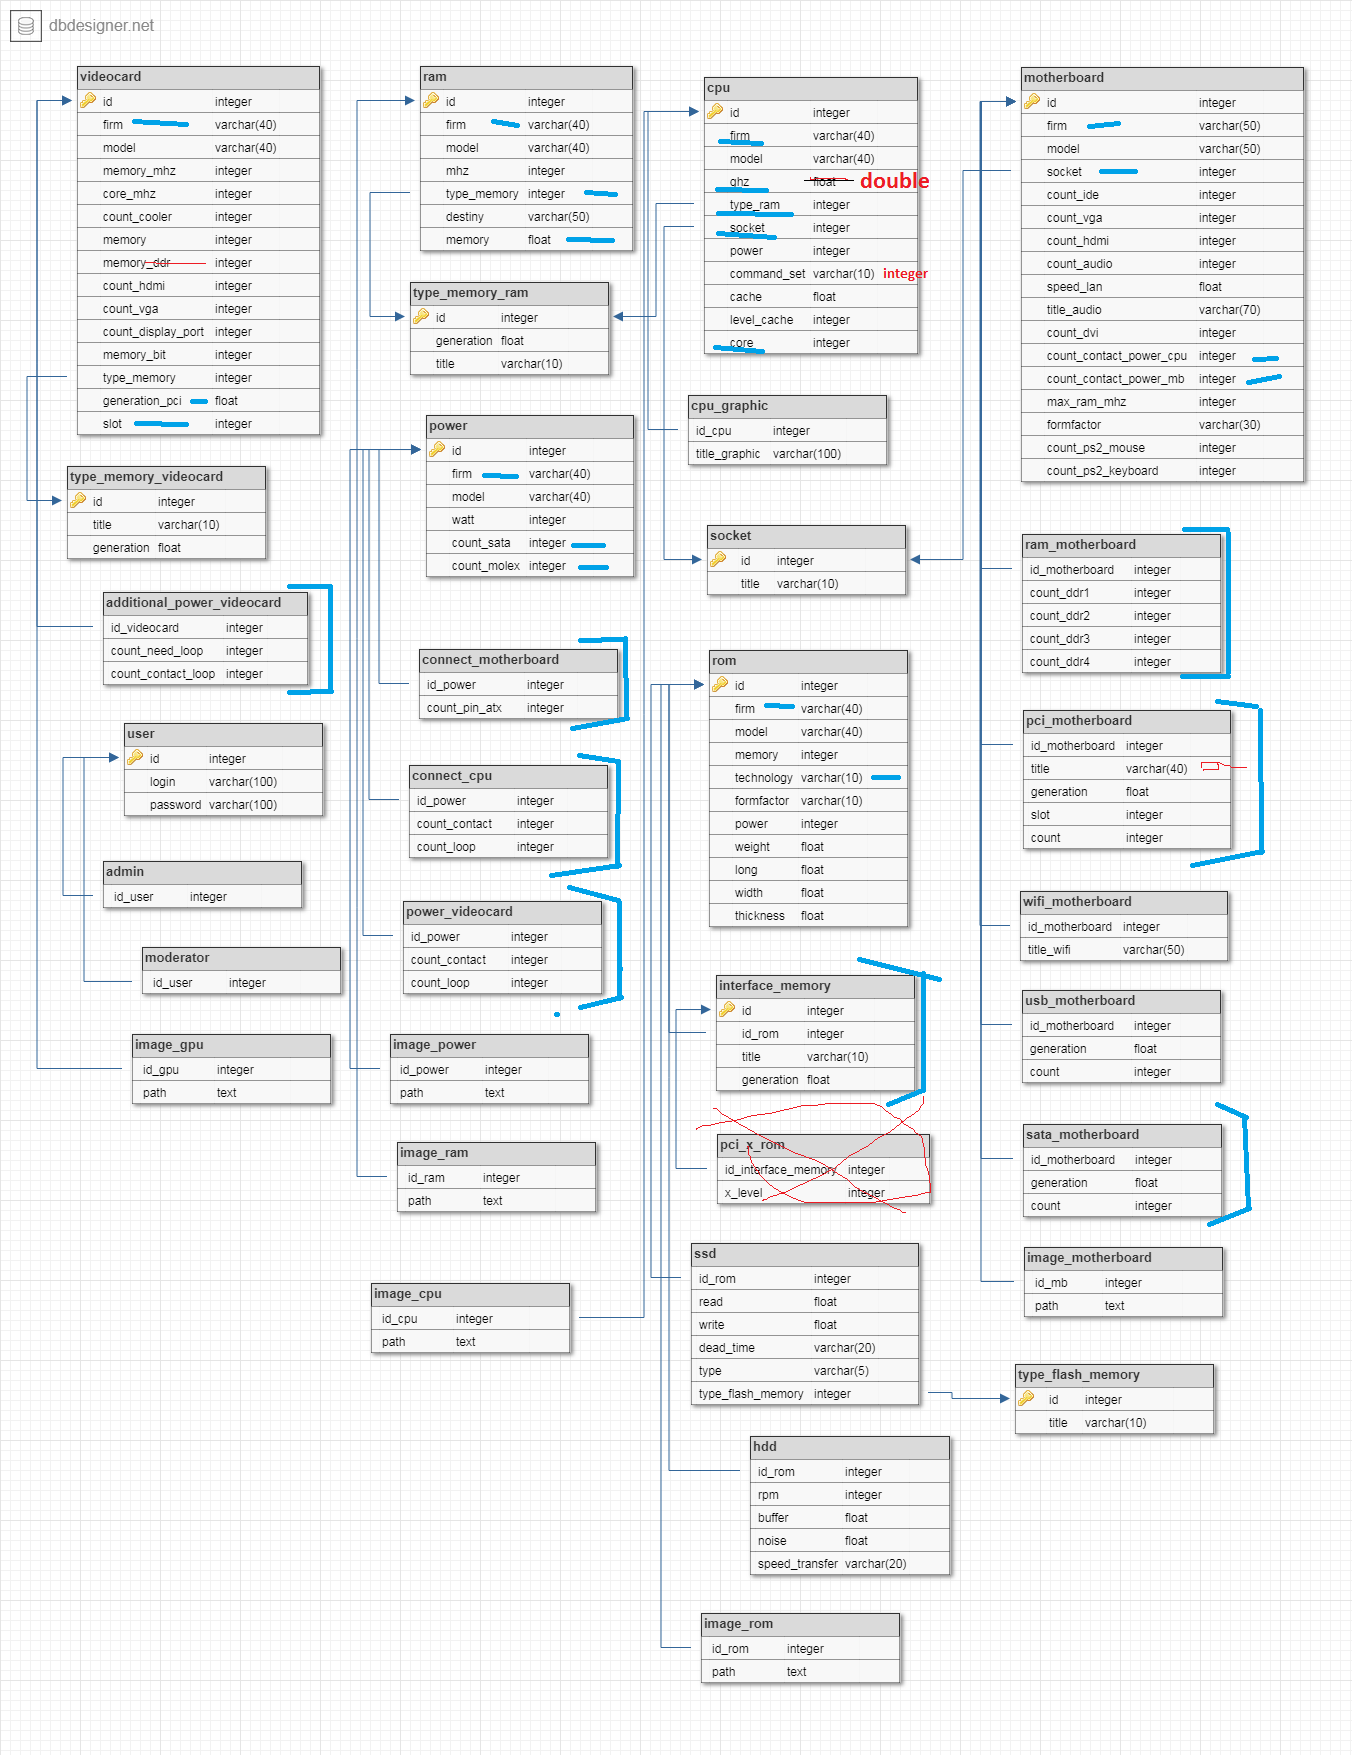 dbdesigner.net
videocard
id integer
firm varchar(40)
model varchar(40)
memory_mhz integer
core_mhz integer
count_cooler integer
memory integer
memory_ddr integer
count_hdmi integer
count_vga integer
count_display_port integer
memory_bit integer
type_memory integer
generation_pci float
slot integer
type_memory_videocard
id integer
title varchar(10)
generation float
additional_power_videocard
id_videocard integer
count_need_loop integer
count_contact_loop integer
user
id integer
login varchar(100)
password varchar(100)
admin
id_user integer
moderator
id_user integer
image_gpu
id_gpu integer
path text
ram
id integer
firm varchar(40)
model varchar(40)
mhz integer
type_memory integer
destiny varchar(50)
memory float
type_memory_ram
id integer
generation float
title varchar(10)
power
id integer
firm varchar(40)
model varchar(40)
watt integer
count_sata integer
count_molex integer
connect_motherboard
id_power integer
count_pin_atx integer
connect_cpu
id_power integer
count_contact integer
count_loop integer
power_videocard
id_power integer
count_contact integer
count_loop integer
image_power
id_power integer
path text
image_ram
id_ram integer
path text
image_cpu
id_cpu integer
path text
cpu
id integer
firm varchar(40)
model varchar(40)
ghz float double
type_ram integer
socket integer
power integer
command_set varchar(10) integer
cache float
level_cache integer
core integer
cpu_graphic
id_cpu integer
title_graphic varchar(100)
socket
id integer
title varchar(10)
rom
id integer
firm varchar(40)
model varchar(40)
memory integer
technology varchar(10)
formfactor varchar(10)
power integer
weight float
long float
width float
thickness float
interface_memory
id integer
id_rom integer
title varchar(10)
generation float
pci_x_rom
id_interface_memory integer
x_level integer
ssd
id_rom integer
read float
write float
dead_time varchar(20)
type varchar(5)
type_flash_memory integer
hdd
id_rom integer
rpm integer
buffer float
noise float
speed_transfer varchar(20)
image_rom
id_rom integer
path text
motherboard
id integer
firm varchar(50)
model varchar(50)
socket integer
count_ide integer
count_vga integer
count_hdmi integer
count_audio integer
speed_lan float
title_audio varchar(70)
count_dvi integer
count_contact_power_cpu integer
count_contact_power_mb integer
max_ram_mhz integer
formfactor varchar(30)
count_ps2_mouse integer
count_ps2_keyboard integer
ram_motherboard
id_motherboard integer
count_ddr1 integer
count_ddr2 integer
count_ddr3 integer
count_ddr4 integer
pci_motherboard
id_motherboard integer
title varchar(40)
generation float
slot integer
count integer
wifi_motherboard
id_motherboard integer
title_wifi varchar(50)
usb_motherboard
id_motherboard integer
generation float
count integer
sata_motherboard
id_motherboard integer
generation float
count integer
image_motherboard
id_mb integer
path text
type_flash_memory
id integer
title varchar(10)